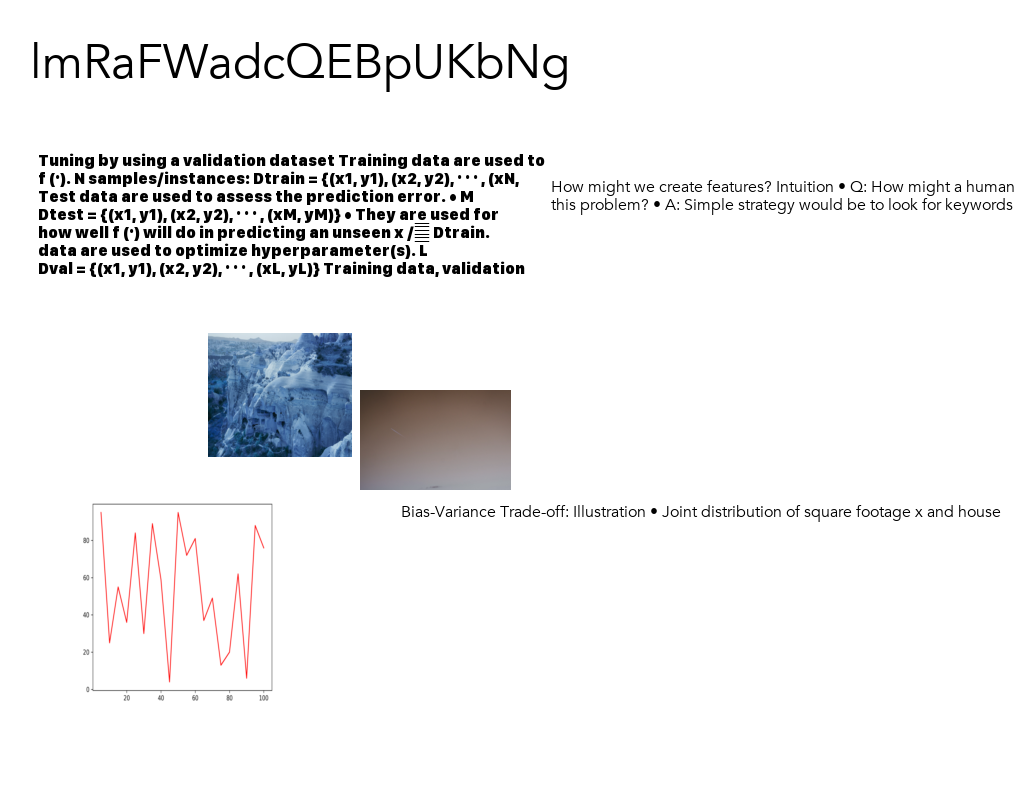 lmRaFWadcQEBpUKbNg
Tuning by using a validation dataset Training data are used to
f (·). N samples/instances: Dtrain = {(x1, y1), (x2, y2), · · · , (xN,
Test data are used to assess the prediction error. • M
Dtest = {(x1, y1), (x2, y2), · · · , (xM, yM)} • They are used for
how well f (·) will do in predicting an unseen x / Dtrain.
data are used to optimize hyperparameter(s). L
Dval = {(x1, y1), (x2, y2), · · · , (xL, yL)} Training data, validation
How might we create features? Intuition • Q: How might a human
this problem? • A: Simple strategy would be to look for keywords
Bias-Variance Trade-off: Illustration • Joint distribution of square footage x and house
80
60
40
20
0
20 40 60 80 100